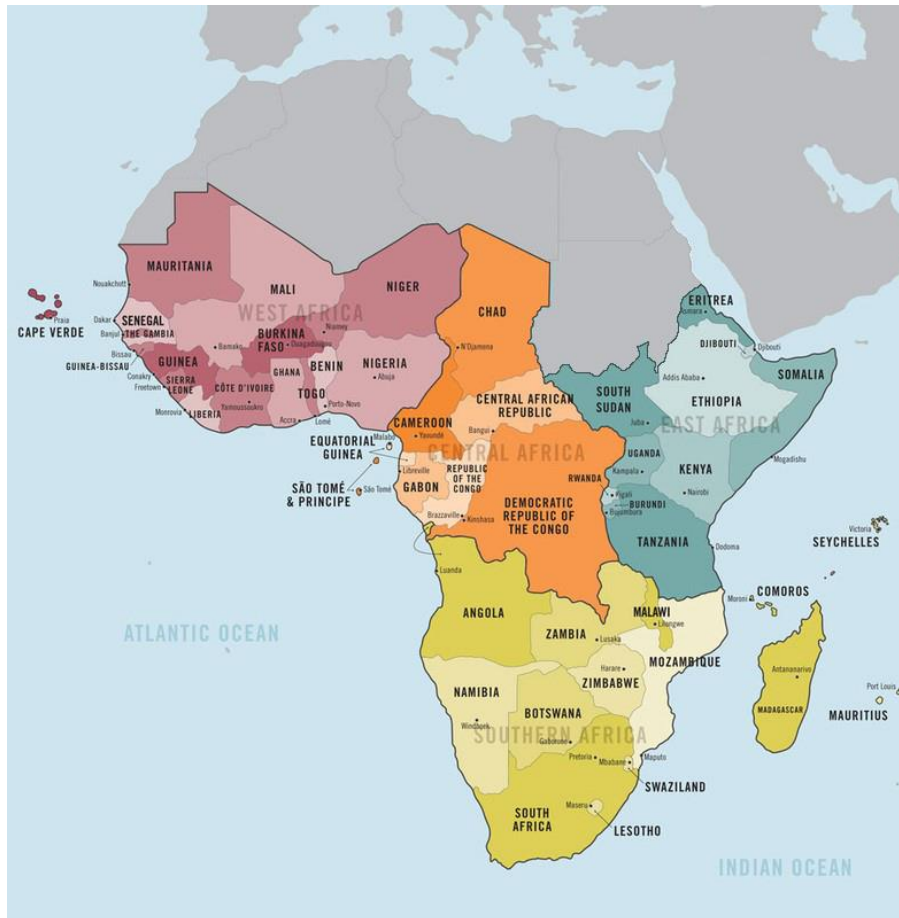 MAURITANIA
Nouakchott
MALI
NIGER
WEST AFRICA
CHAD
ERITREA
Asmara
Praia
CAPE VERDE
Dakar
SENEGAL
Banjul
THE GAMBIA
Bissau
GUINEA-BISSAU
Bamako
BURKINA
FASO
Ouagadougou
Niamey
N'Djamena
DJIBOUTI
Djibouti
GUINEA
Conakry
Freetown
SIERRA
LEONE
GHANA
BENIN
NIGERIA
Abuja
SOUTH
SUDAN
Juba
Addis Ababa
ETHIOPIA
SOMALIA
EAST AFRICA
CÔTE D'IVOIRE
Yamoussoukro
TOGO
Porto-Novo
Monrovia
LIBERIA
Accra
Lomé
CENTRAL AFRICAN
REPUBLIC
Bangui
CAMEROON
Yaoundé
Malabo
EQUATORIAL
GUINEA
CENTRAL AFRICA
UGANDA
Kampala
KENYA
Nairobi
Mogadishu
Libreville
GABON
REPUBLIC
OF THE
CONGO
RWANDA
Kigali
BURUNDI
Bujumbura
SÃO TOMÉ
& PRINCIPE
São Tomé
Brazzaville
Kinshasa
DEMOCRATIC
REPUBLIC OF
THE CONGO
TANZANIA
Dodoma
Victoria
SEYCHELLES
Luanda
ANGOLA
Moroni
COMOROS
ATLANTIC OCEAN
ZAMBIA
Lusaka
MALAWI
Lilongwe
MOZAMBIQUE
Harare
ZIMBABWE
NAMIBIA
Windhoek
BOTSWANA
Gaborone
SOUTHERN AFRICA
Antananarivo
MADAGASCAR
Port Louis
MAURITIUS
Pretoria
Mbabane
Maputo
SWAZILAND
SOUTH
AFRICA
Maseru
LESOTHO
INDIAN OCEAN